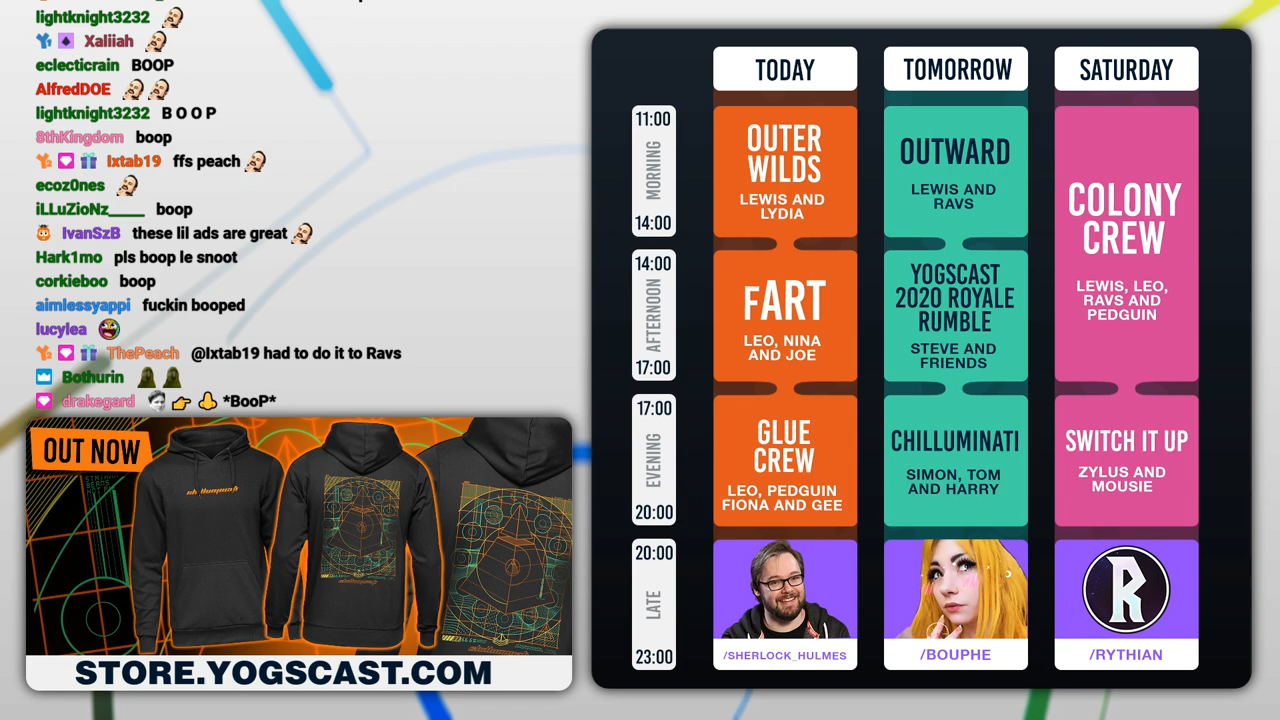 lightknight3232
Xaliiah
eclecticrain BOOP
AlfredDOE
lightknight3232 B O O P
8thKingdom boop
Ixtab19 ffs peach
ecoz0nes
iLLuZioNz____ boop
IvanSzB these lil ads are great
Hark1mo pls boop le snoot
corkieboo boop
aimlessyappi fuckin booped
lucylea
ThePeach @Ixtab19 had to do it to Ravs
Bothurin
drakegard *BooP*
OUT NOW
STORE.YOGSCAST.COM
TODAY
TOMORROW
SATURDAY
11:00
MORNING
14:00
OUTER
WILDS
LEWIS AND
LYDIA
OUTWARD
LEWIS AND
RAVS
COLONY
CREW
LEWIS, LEO,
RAVS AND
PEDGUIN
14:00
AFTERNOON
17:00
FART
LEO, NINA
AND JOE
YOGSCAST
2020 ROYALE
RUMBLE
STEVE AND
FRIENDS
17:00
EVENING
20:00
GLUE
CREW
LEO, PEDGUIN
FIONA AND GEE
CHILLUMINATI
SIMON, TOM
AND HARRY
SWITCH IT UP
ZYLUS AND
MOUSIE
20:00
LATE
23:00
/SHERLOCK_HULMES
/BOUPHE
R
/RYTHIAN